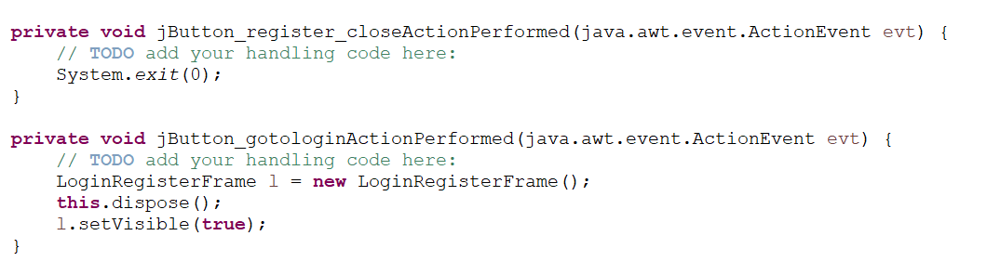 private void jButton_register_closeActionPerformed(java.awt.event.ActionEvent evt) {
    // TODO add your handling code here:
    System.exit(0);
}

private void jButton_gotologinActionPerformed(java.awt.event.ActionEvent evt) {
    // TODO add your handling code here:
    LoginRegisterFrame l = new LoginRegisterFrame();
    this.dispose();
    l.setVisible(true);
}